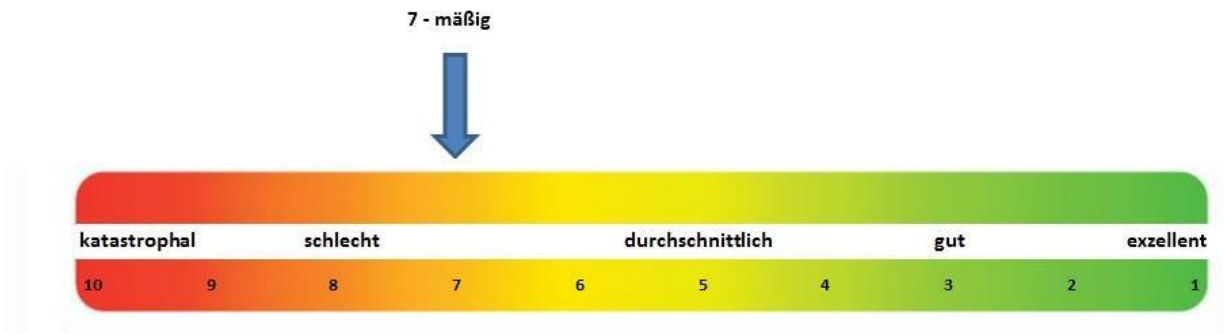 7 - mäßig
katastrophal schlecht durchschnittlich gut exzellent
10 9 8 7 6 5 4 3 2 1